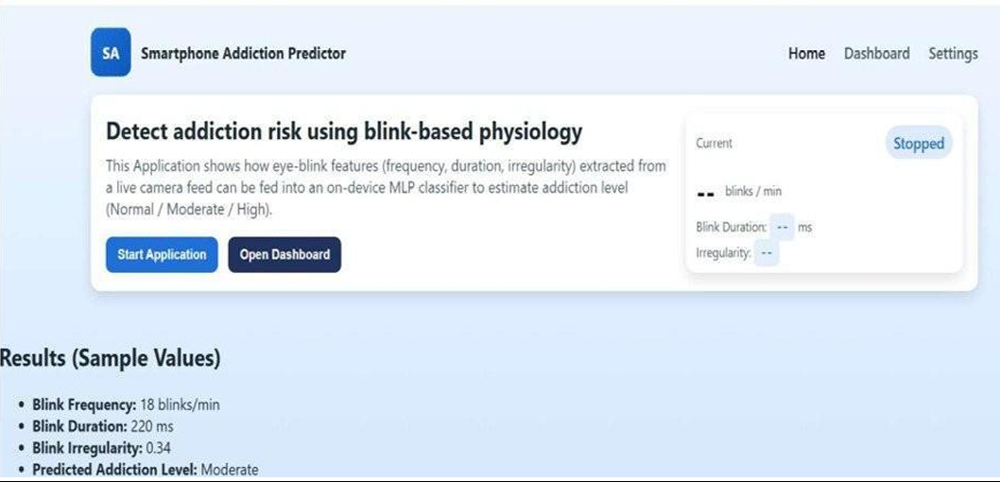 SA Smartphone Addiction Predictor
Home Dashboard Settings
Detect addiction risk using blink-based physiology
This Application shows how eye-blink features (frequency, duration, irregularity) extracted from
a live camera feed can be fed into an on-device MLP classifier to estimate addiction level
(Normal / Moderate / High).
Start Application Open Dashboard
Current Stopped
-- blinks / min
Blink Duration: -- ms
Irregularity: --
Results (Sample Values)
• Blink Frequency: 18 blinks/min
• Blink Duration: 220 ms
• Blink Irregularity: 0.34
• Predicted Addiction Level: Moderate